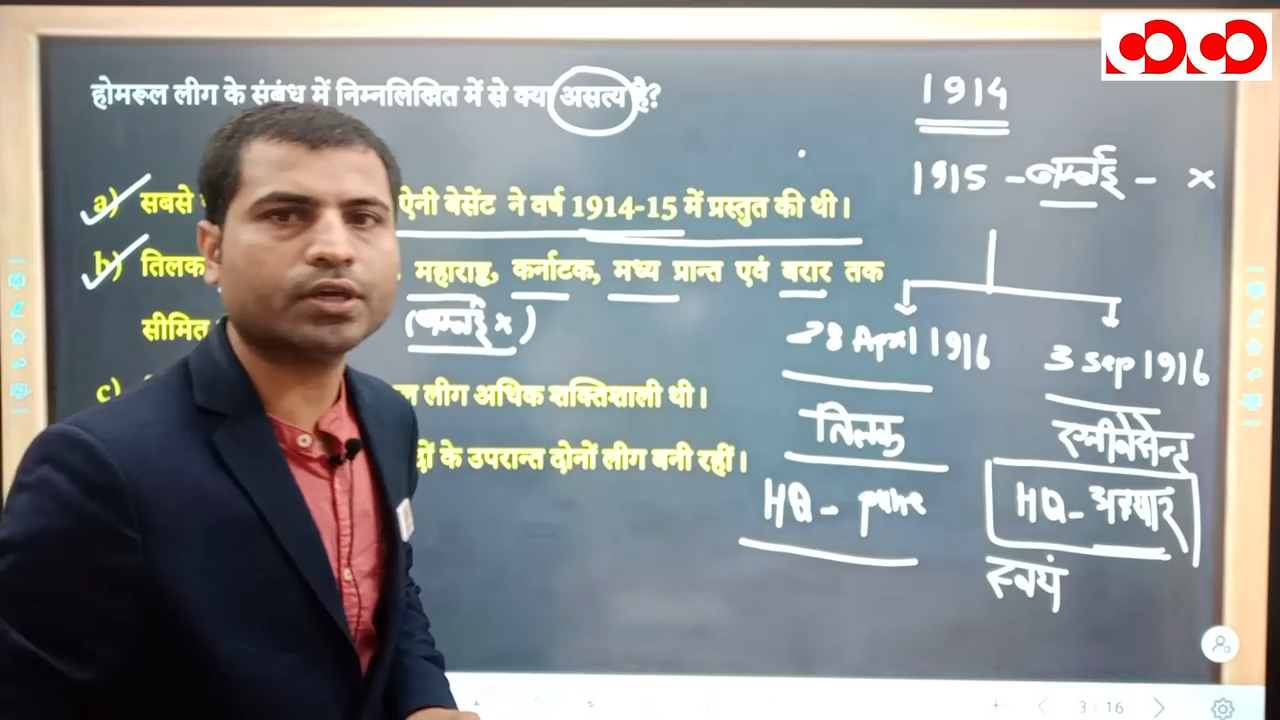 होमरूल लीग के संबंध में निम्नलिखित में से क्या असत्य है?
a) सबसे
ऐनी बेसेंट ने वर्ष 1914-15 में प्रस्तुत की थी।
b) तिलक
महाराष्ट्र, कर्नाटक, मध्य प्रान्त एवं बरार तक
सीमित
(बम्बई x)
c)
लीग अधिक शक्तिशाली थी।
के उपरान्त दोनों लीग बनी रहीं।
1914
1915 - बम्बई - x
28 April 1916
तिलक
HQ - pune
3 Sep 1916
एनीबेसेन्ट
HQ - अड्यार
स्वयं
3 / 16